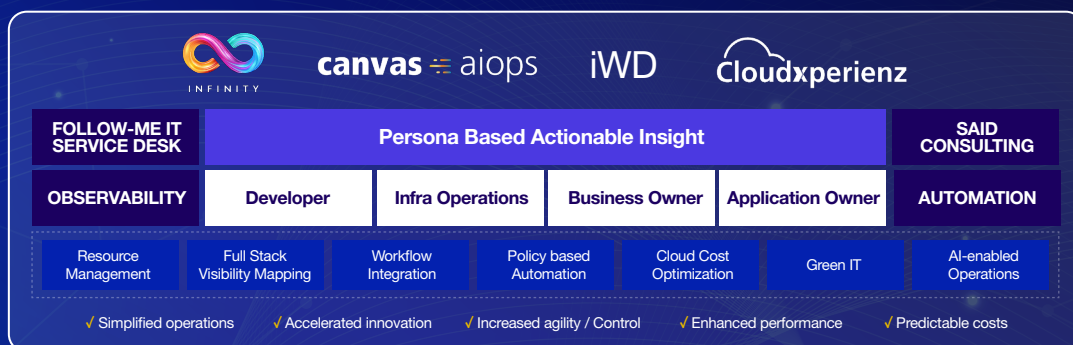 INFINITY
canvas aiops
iWD
Cloudxperienz
FOLLOW-ME IT
SERVICE DESK
Persona Based Actionable Insight
SAID
CONSULTING
OBSERVABILITY
Developer
Infra Operations
Business Owner
Application Owner
AUTOMATION
Resource
Management
Full Stack
Visibility Mapping
Workflow
Integration
Policy based
Automation
Cloud Cost
Optimization
Green IT
AI-enabled
Operations
✓ Simplified operations
✓ Accelerated innovation
✓ Increased agility / Control
✓ Enhanced performance
✓ Predictable costs